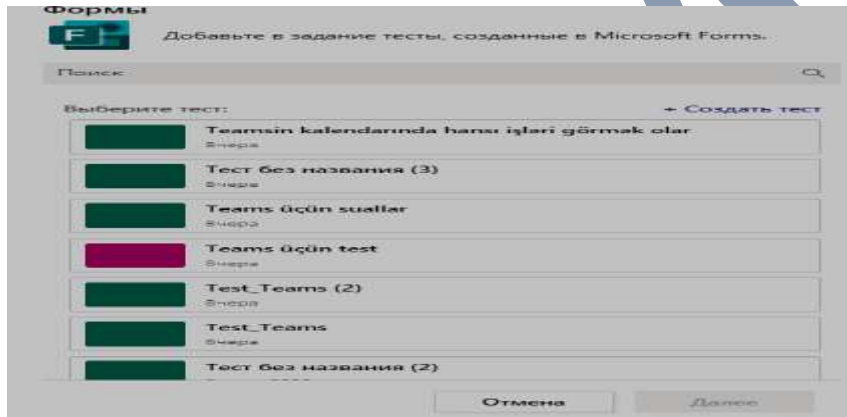 Формы
Добавьте в задание тесты, созданные в Microsoft Forms.
Поиск
Выберите тест:
+ Создать тест
Teamsin kalendarında hansı işləri görmək olar
Вчера
Тест без названия (3)
Вчера
Teams üçün suallar
Вчера
Teams üçün test
Вчера
Test_Teams (2)
Вчера
Test_Teams
Вчера
Тест без названия (2)
Отмена
Далее